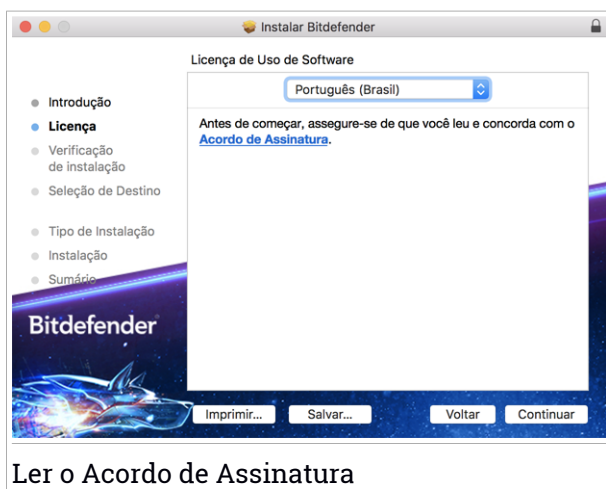 Instalar Bitdefender
Licença de Uso de Software
Português (Brasil)
Introdução
Licença
Verificação
de instalação
Seleção de Destino
Tipo de Instalação
Instalação
Sumário
Antes de começar, assegure-se de que você leu e concorda com o
Acordo de Assinatura.
Bitdefender
Imprimir... Salvar... Voltar Continuar
Ler o Acordo de Assinatura